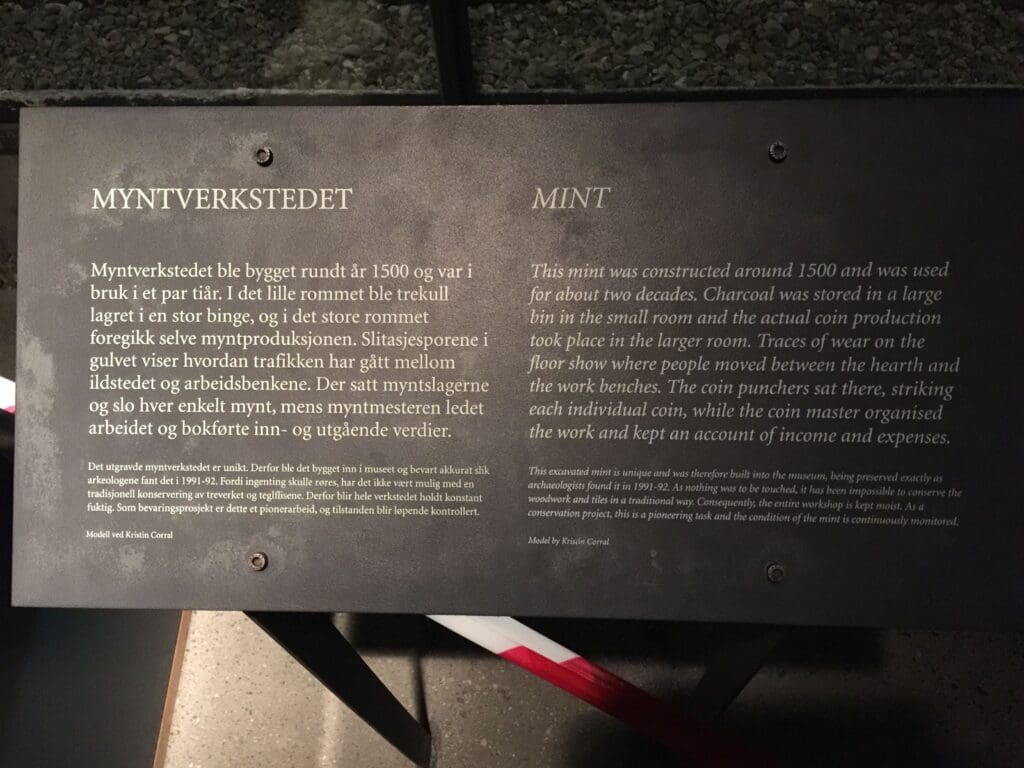 MYNTVERKSTEDET
Myntverkstedet ble bygget rundt år 1500 og var i
bruk i et par tiår. I det lille rommet ble trekull
lagret i en stor binge, og i det store rommet
foregikk selve myntproduksjonen. Slitasjesporene i
gulvet viser hvordan trafikken har gått mellom
ildstedet og arbeidsbenkene. Der satt myntslagerne
og slo hver enkelt mynt, mens myntmesteren ledet
arbeidet og bokførte inn- og utgående verdier.
Det utgravde myntverkstedet er unikt. Derfor ble det bygget inn i museet og bevart akkurat slik
arkeologene fant det i 1991-92. Fordi ingenting skulle røres, har det ikke vært mulig med en
tradisjonell konservering av treverket og teglflisene. Derfor blir hele verkstedet holdt konstant
fuktig. Som bevaringsprosjekt er dette et pionerarbeid, og tilstanden blir løpende kontrollert.
Modell ved Kristin Corral
MINT
This mint was constructed around 1500 and was used
for about two decades. Charcoal was stored in a large
bin in the small room and the actual coin production
took place in the larger room. Traces of wear on the
floor show where people moved between the hearth and
the work benches. The coin punchers sat there, striking
each individual coin, while the coin master organised
the work and kept an account of income and expenses.
This excavated mint is unique and was therefore built into the museum, being preserved exactly as
archaeologists found it in 1991-92. As nothing was to be touched, it has been impossible to conserve the
woodwork and tiles in a traditional way. Consequently, the entire workshop is kept moist. As a
conservation project, this is a pioneering task and the condition of the mint is continuously monitored.
Model by Kristin Corral